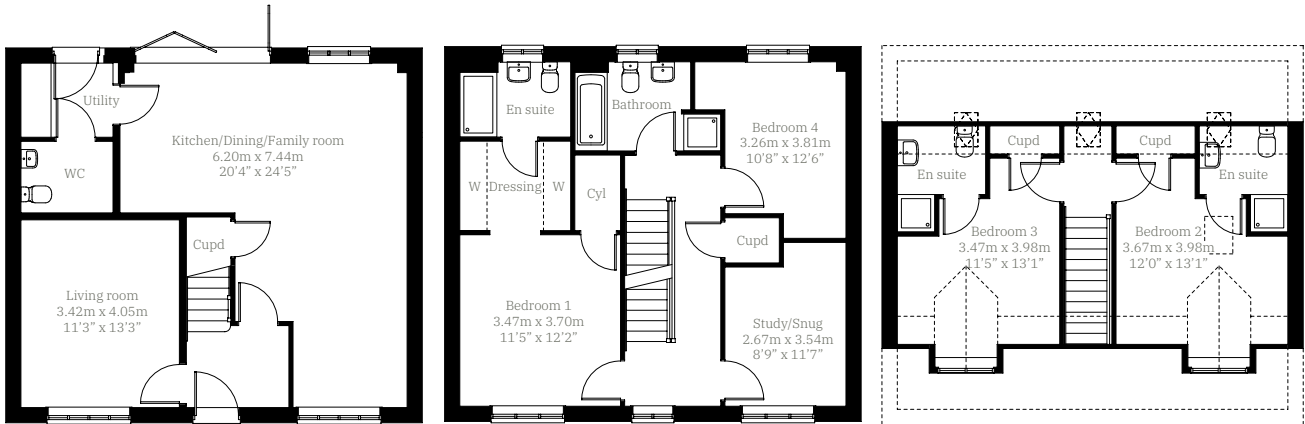 Utility
Kitchen/Dining/Family room
6.20m x 7.44m
20'4" x 24'5"
WC
Cupd
Living room
3.42m x 4.05m
11'3" x 13'3"
En suite
Bathroom
Bedroom 4
3.26m x 3.81m
10'8" x 12'6"
W
Dressing
W
Cyl
Cupd
Bedroom 1
3.47m x 3.70m
11'5" x 12'2"
Study/Snug
2.67m x 3.54m
8'9" x 11'7"
Cupd
Cupd
En suite
En suite
Bedroom 3
3.47m x 3.98m
11'5" x 13'1"
Bedroom 2
3.67m x 3.98m
12'0" x 13'1"